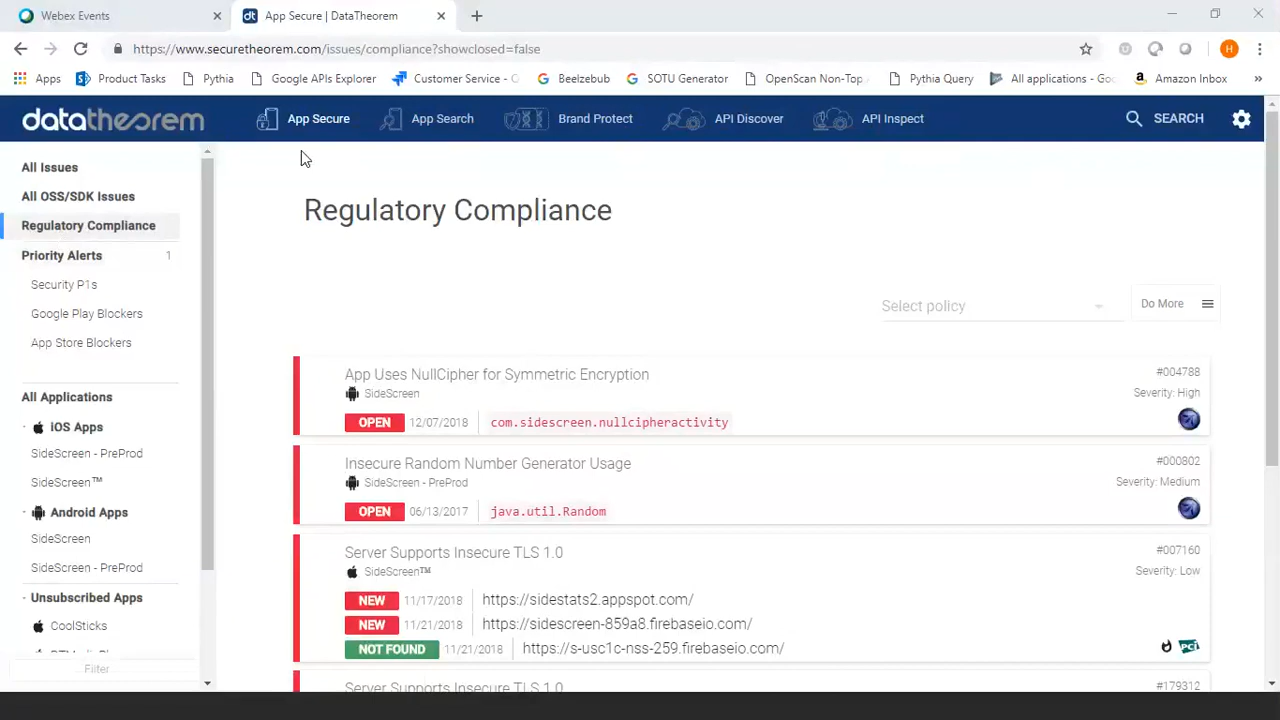 Webex Events
App Secure | DataTheorem
https://www.securetheorem.com/issues/compliance?showclosed=false
H
Apps
Product Tasks
Pythia
Google APIs Explorer
Customer Service - O
Beelzebub
SOTU Generator
OpenScan Non-Top
Pythia Query
All applications - Goo
Amazon Inbox
»
datatheorem
App Secure
App Search
Brand Protect
API Discover
API Inspect
SEARCH
All Issues
All OSS/SDK Issues
Regulatory Compliance
Priority Alerts 1
Security P1s
Google Play Blockers
App Store Blockers
All Applications
iOS Apps
SideScreen - PreProd
SideScreen™
Android Apps
SideScreen
SideScreen - PreProd
Unsubscribed Apps
CoolSticks
Filter
Regulatory Compliance
Select policy
Do More
App Uses NullCipher for Symmetric Encryption
#004788
SideScreen
Severity: High
OPEN 12/07/2018 com.sidescreen.nullcipheractivity
Insecure Random Number Generator Usage
#000802
SideScreen - PreProd
Severity: Medium
OPEN 06/13/2017 java.util.Random
Server Supports Insecure TLS 1.0
#007160
SideScreen™
Severity: Low
NEW 11/17/2018 https://sidestats2.appspot.com/
NEW 11/21/2018 https://sidescreen-859a8.firebaseio.com/
NOT FOUND 11/21/2018 https://s-usc1c-nss-259.firebaseio.com/
PCI
Server Supports Insecure TLS 1.0
#179312